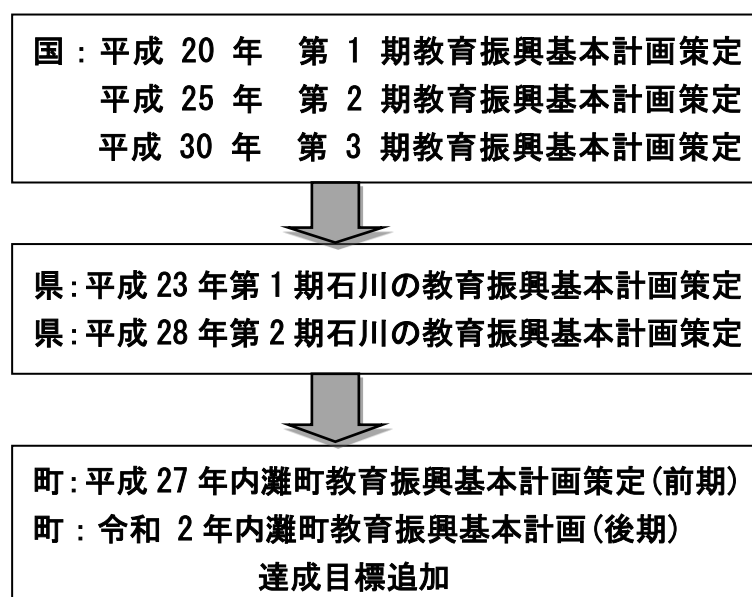 国：平成 20 年　第 1 期教育振興基本計画策定
平成 25 年　第 2 期教育振興基本計画策定
平成 30 年　第 3 期教育振興基本計画策定
県：平成 23 年第 1 期石川の教育振興基本計画策定
県：平成 28 年第 2 期石川の教育振興基本計画策定
町：平成 27 年内灘町教育振興基本計画策定(前期)
町：令和 2 年内灘町教育振興基本計画(後期)
達成目標追加